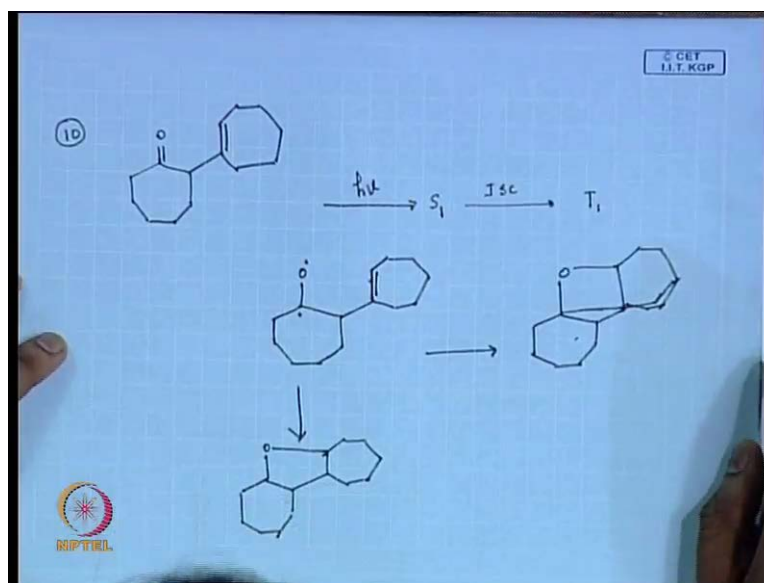 © CET
I.I.T. KGP
10
O
hν S₁ ISC T₁
O
O
O
NPTEL